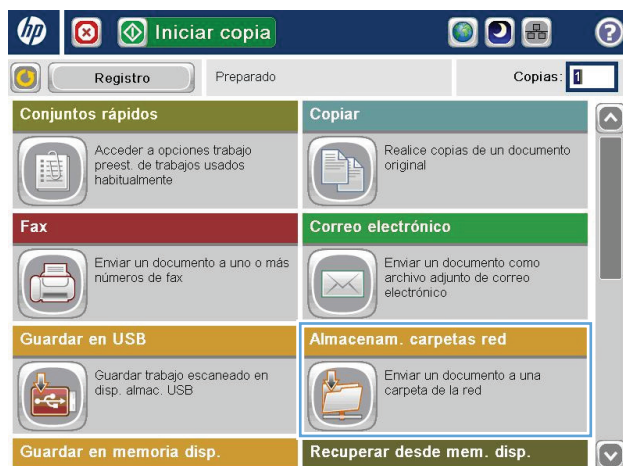 hp
Iniciar copia
?
Registro
Preparado
Copias: 1
Conjuntos rápidos
Acceder a opciones trabajo
preest. de trabajos usados
habitualmente
Copiar
Realice copias de un documento
original
Fax
Enviar un documento a uno o más
números de fax
Correo electrónico
Enviar un documento como
archivo adjunto de correo
electrónico
Guardar en USB
Guardar trabajo escaneado en
disp. almac. USB
Almacenam. carpetas red
Enviar un documento a una
carpeta de la red
Guardar en memoria disp.
Recuperar desde mem. disp.